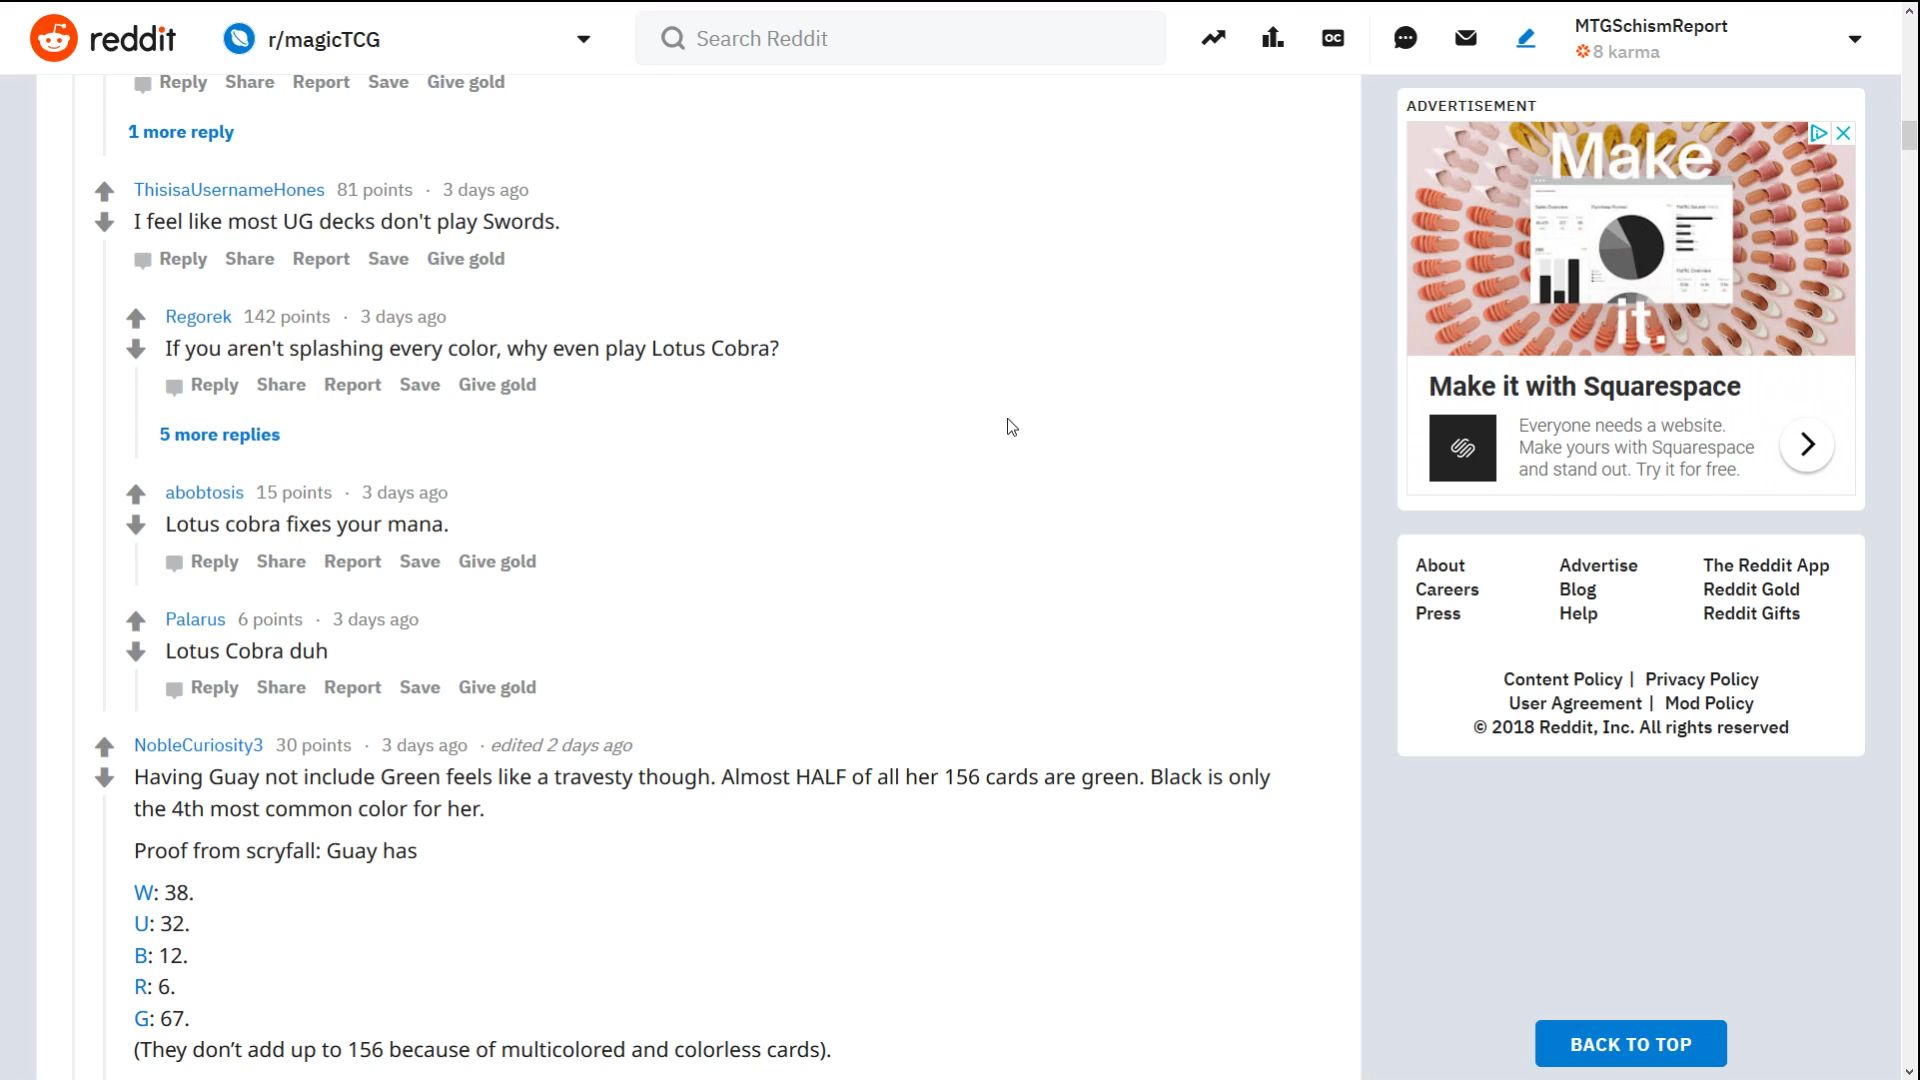 reddit r/magicTCG Search Reddit OC MTGSchismReport
8 karma
Reply Share Report Save Give gold
1 more reply
ThisisaUsernameHones 81 points · 3 days ago
I feel like most UG decks don't play Swords.
Reply Share Report Save Give gold
Regorek 142 points · 3 days ago
If you aren't splashing every color, why even play Lotus Cobra?
Reply Share Report Save Give gold
5 more replies
abobtosis 15 points · 3 days ago
Lotus cobra fixes your mana.
Reply Share Report Save Give gold
Palarus 6 points · 3 days ago
Lotus Cobra duh
Reply Share Report Save Give gold
NobleCuriosity3 30 points · 3 days ago · edited 2 days ago
Having Guay not include Green feels like a travesty though. Almost HALF of all her 156 cards are green. Black is only
the 4th most common color for her.
Proof from scryfall: Guay has
W: 38.
U: 32.
B: 12.
R: 6.
G: 67.
(They don't add up to 156 because of multicolored and colorless cards).
ADVERTISEMENT
Make
it.
Make it with Squarespace
Everyone needs a website.
Make yours with Squarespace
and stand out. Try it for free.
About Advertise The Reddit App
Careers Blog Reddit Gold
Press Help Reddit Gifts
Content Policy | Privacy Policy
User Agreement | Mod Policy
© 2018 Reddit, Inc. All rights reserved
BACK TO TOP